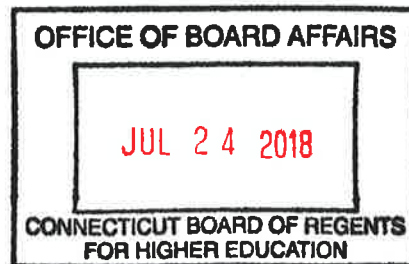 OFFICE OF BOARD AFFAIRS
JUL 24 2018
CONNECTICUT BOARD OF REGENTS
FOR HIGHER EDUCATION